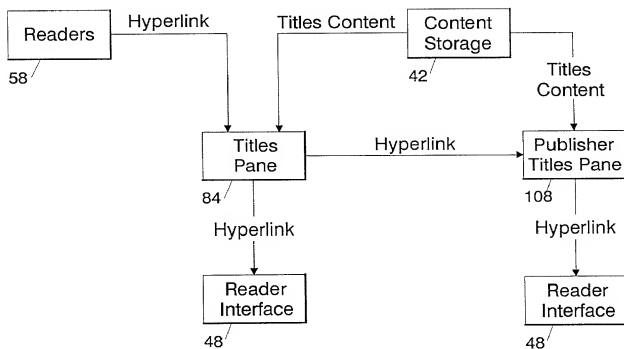 Readers
58
Hyperlink
Titles Content
Content
Storage
42
Titles
Content
Titles
Pane
84
Hyperlink
Publisher
Titles Pane
108
Hyperlink
Hyperlink
Reader
Interface
48
Reader
Interface
48